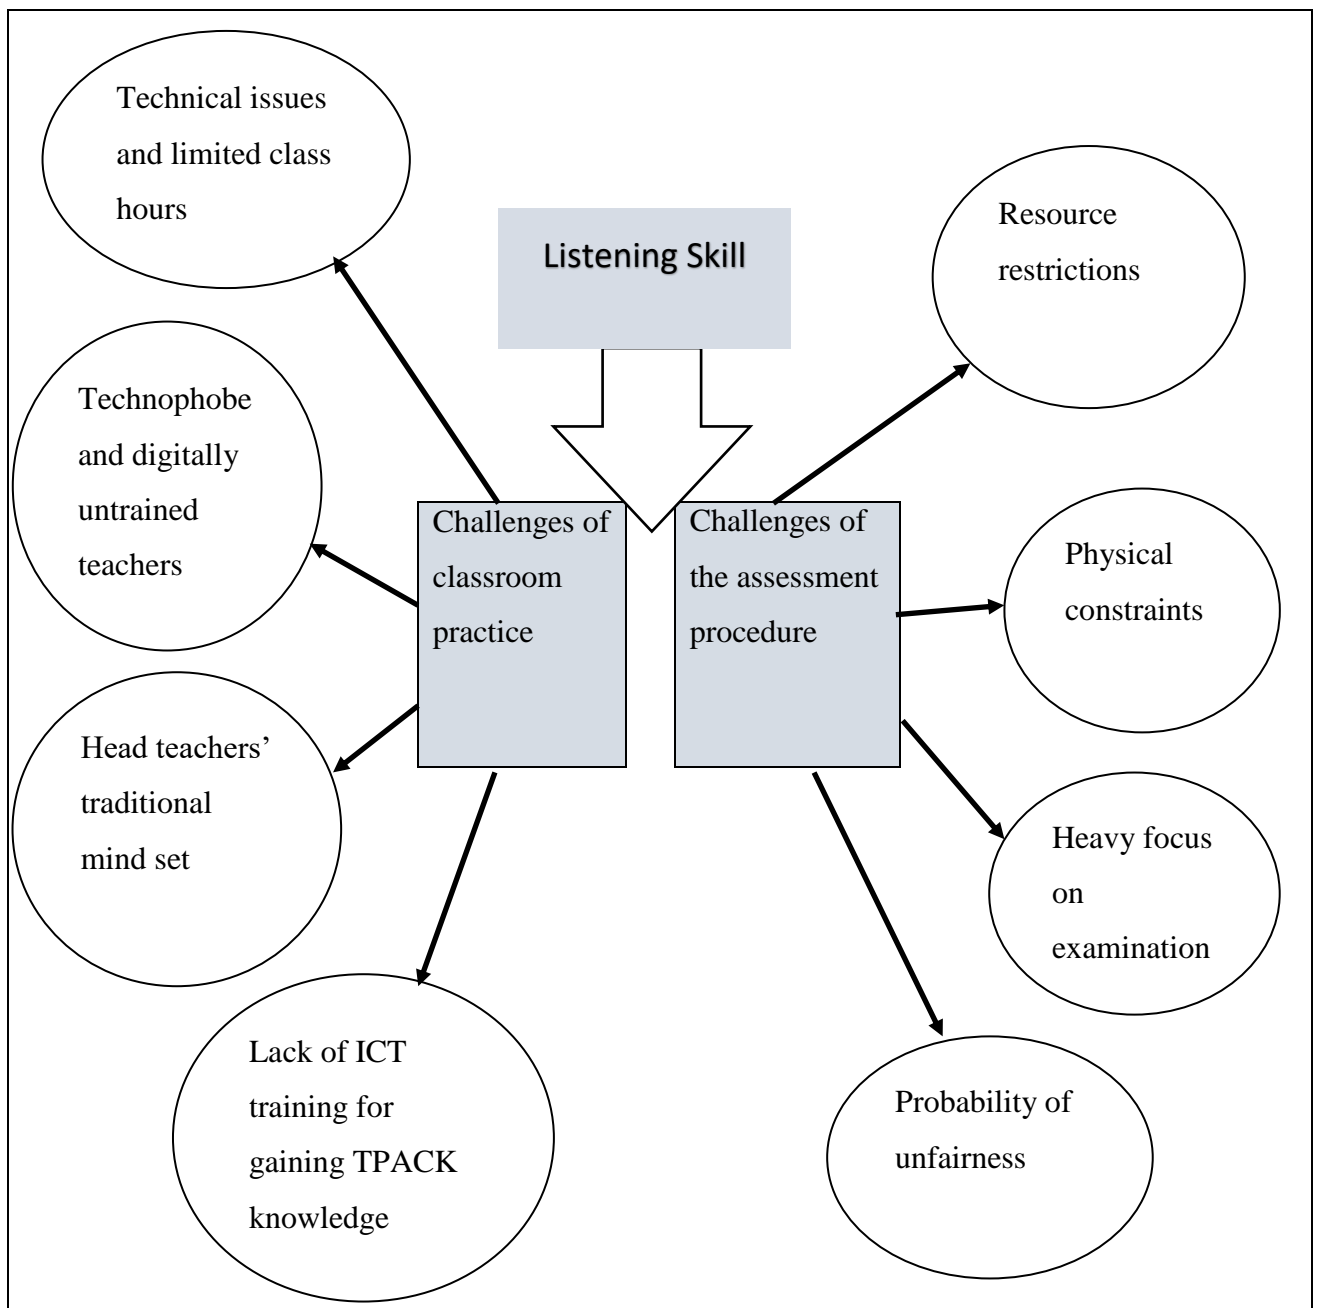 Technical issues
and limited class
hours
Listening Skill
Resource
restrictions
Technophobe
and digitally
untrained
teachers
Challenges of
classroom
practice
Challenges of
the assessment
procedure
Physical
constraints
Head teachers’
traditional
mind set
Heavy focus
on
examination
Lack of ICT
training for
gaining TPACK
knowledge
Probability of
unfairness